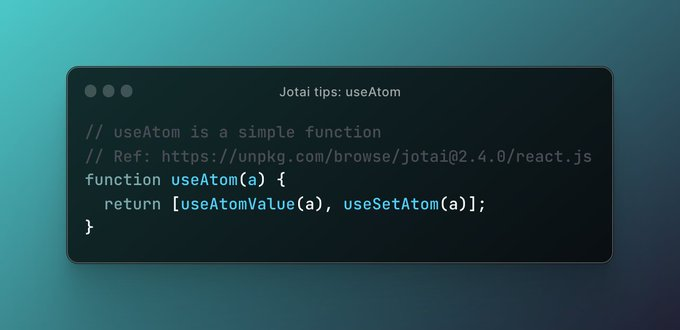 Jotai tips: useAtom
// useAtom is a simple function
// Ref: https://unpkg.com/browse/jotai@2.4.0/react.js
function useAtom(a) {
  return [useAtomValue(a), useSetAtom(a)];
}